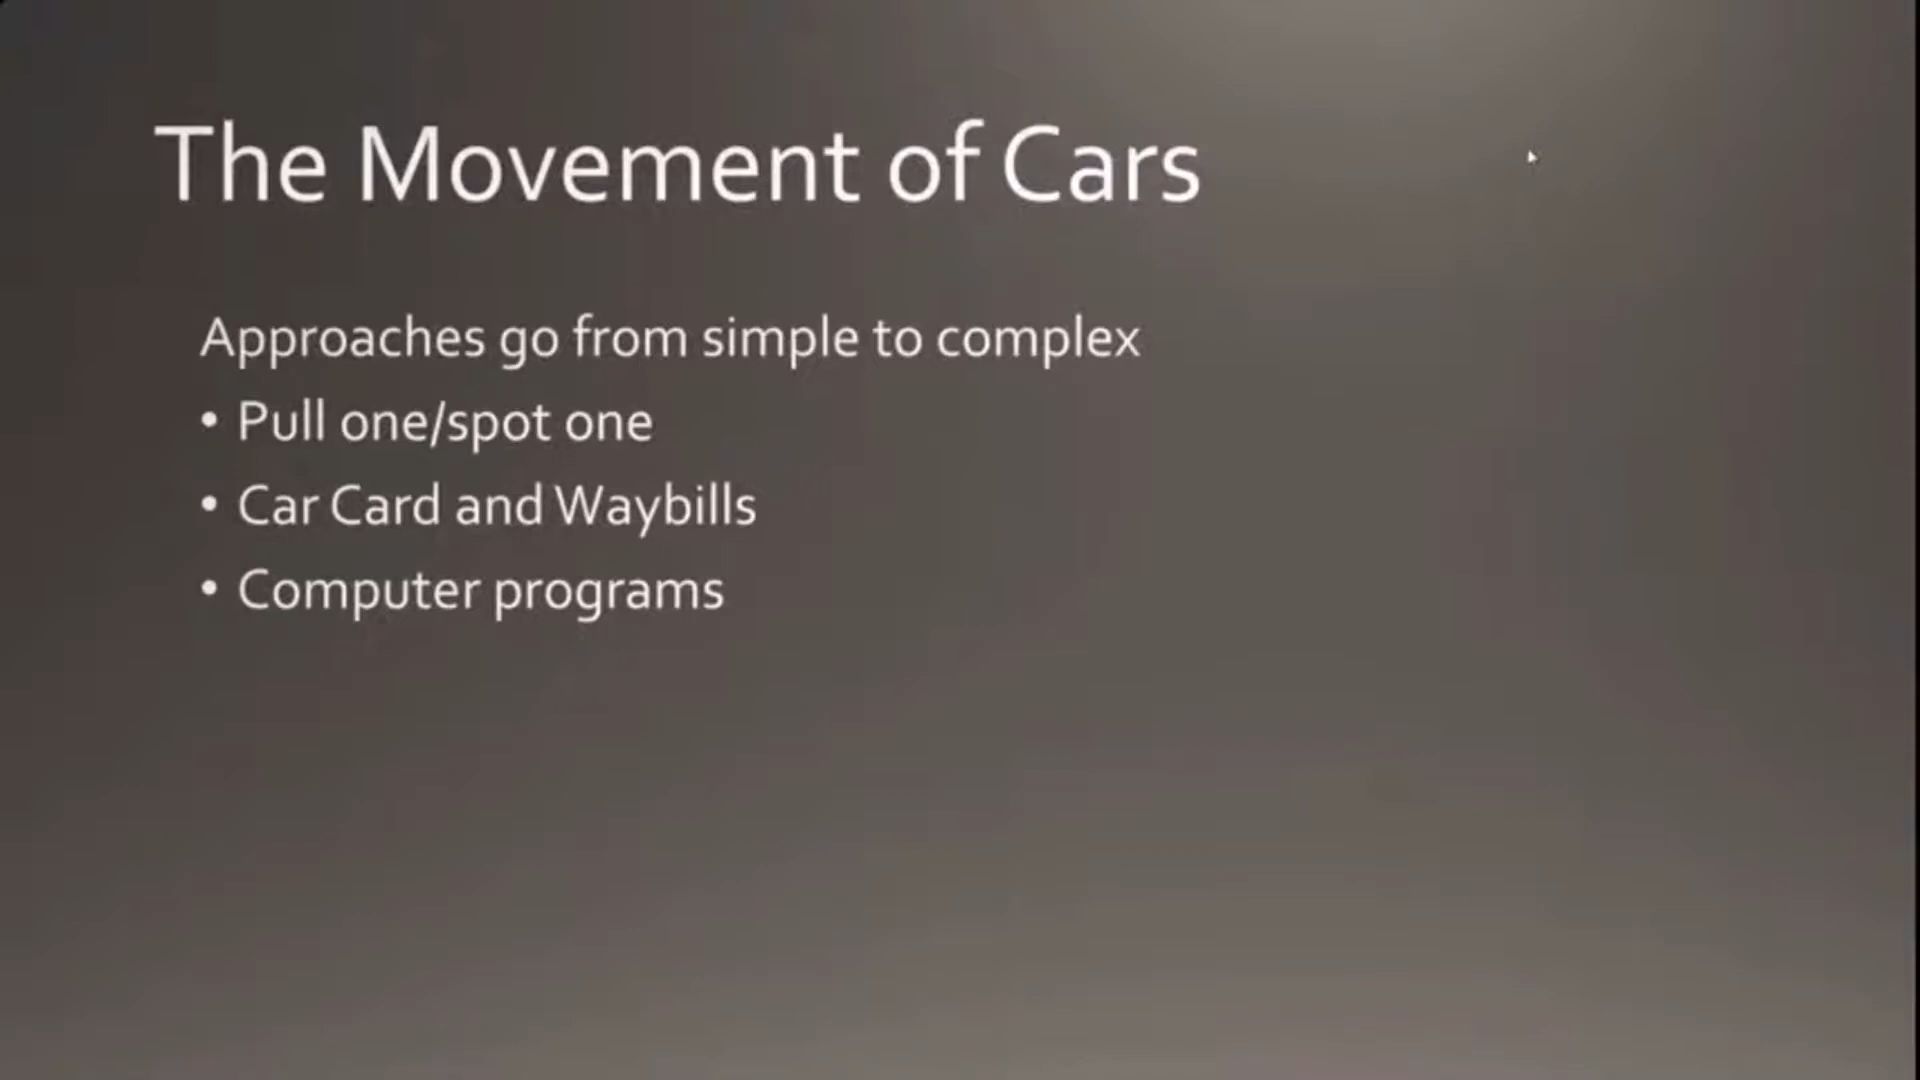 The Movement of Cars
Approaches go from simple to complex
• Pull one/spot one
• Car Card and Waybills
• Computer programs